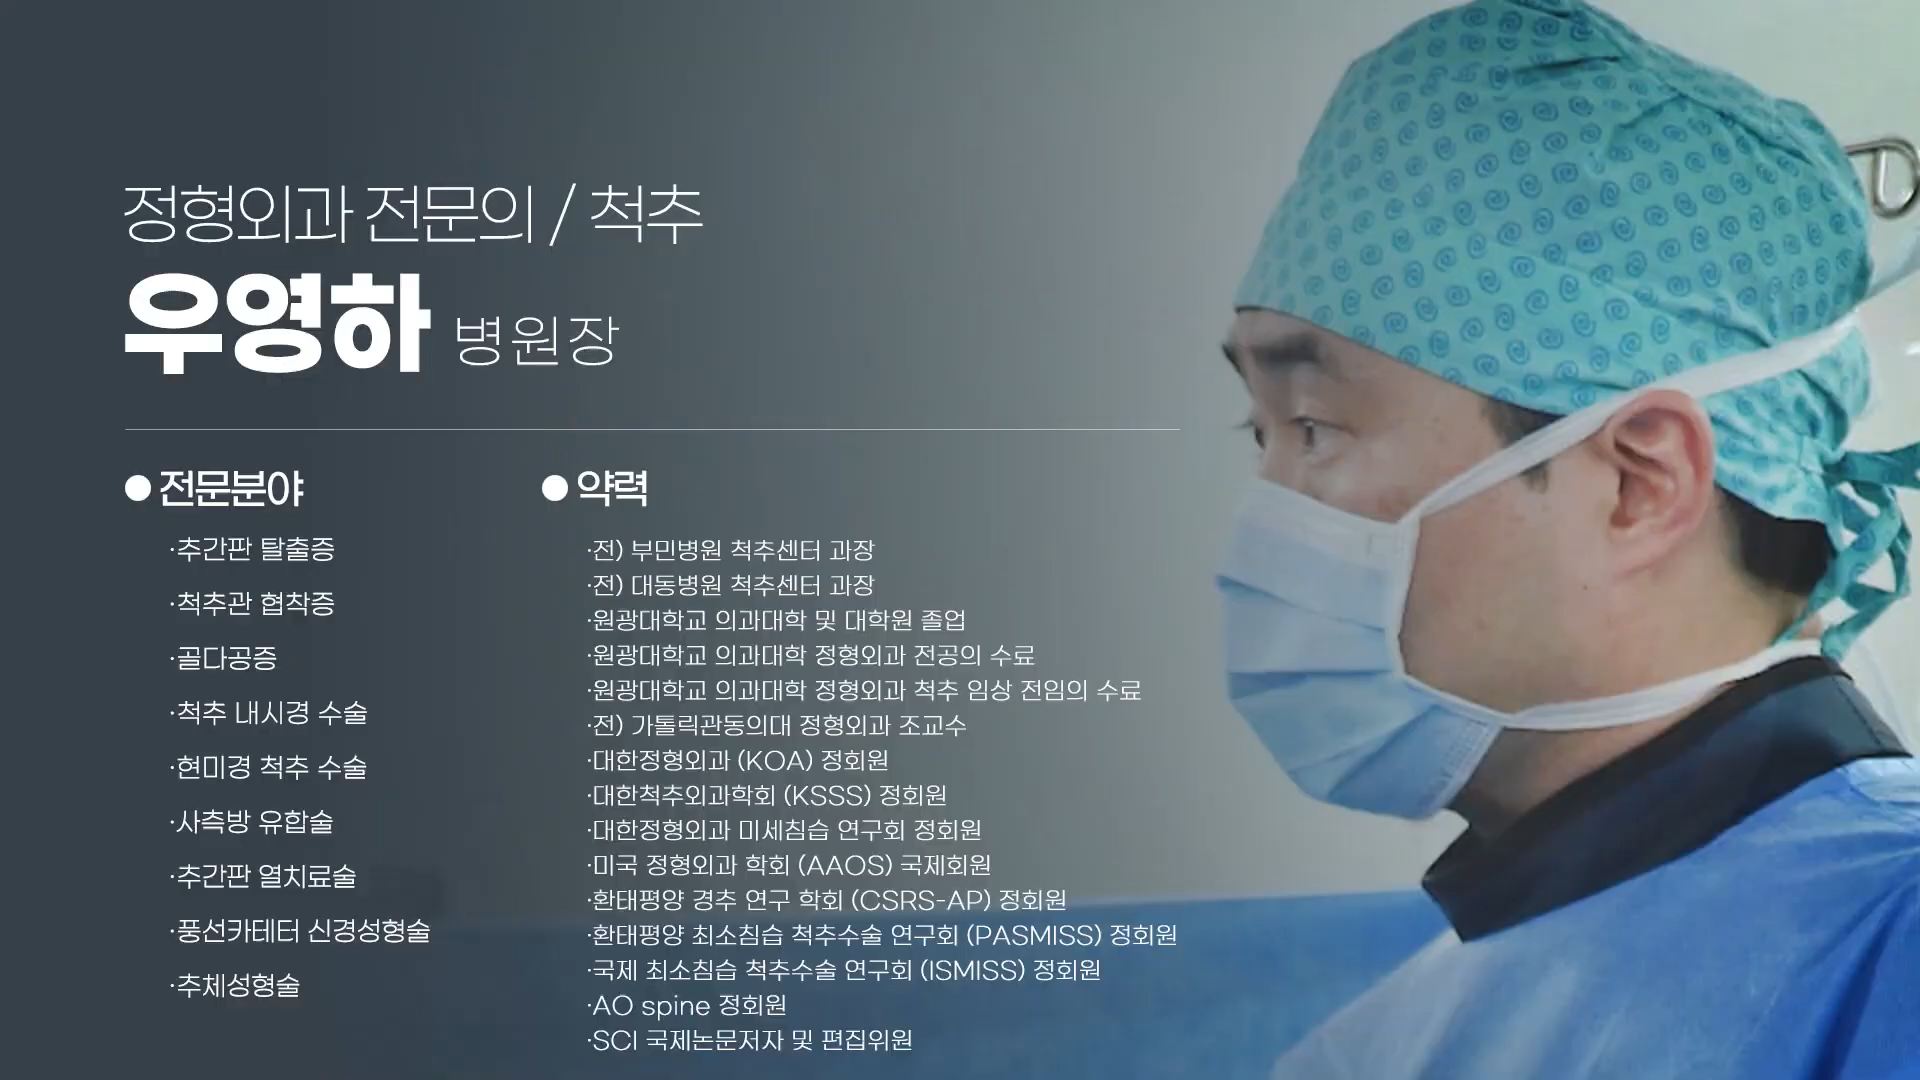 정형외과 전문의 / 척추
우영하 병원장
● 전문분야
·추간판 탈출증
·척추관 협착증
·골다공증
·척추 내시경 수술
·현미경 척추 수술
·사측방 유합술
·추간판 열치료술
·풍선카테터 신경성형술
·추체성형술
● 약력
·전) 부민병원 척추센터 과장
·전) 대동병원 척추센터 과장
·원광대학교 의과대학 및 대학원 졸업
·원광대학교 의과대학 정형외과 전공의 수료
·원광대학교 의과대학 정형외과 척추 임상 전임의 수료
·전) 가톨릭관동의대 정형외과 조교수
·대한정형외과 (KOA) 정회원
·대한척추외과학회 (KSSS) 정회원
·대한정형외과 미세침습 연구회 정회원
·미국 정형외과 학회 (AAOS) 국제회원
·환태평양 경추 연구 학회 (CSRS-AP) 정회원
·환태평양 최소침습 척추수술 연구회 (PASMISS) 정회원
·국제 최소침습 척추수술 연구회 (ISMISS) 정회원
·AO spine 정회원
·SCI 국제논문저자 및 편집위원